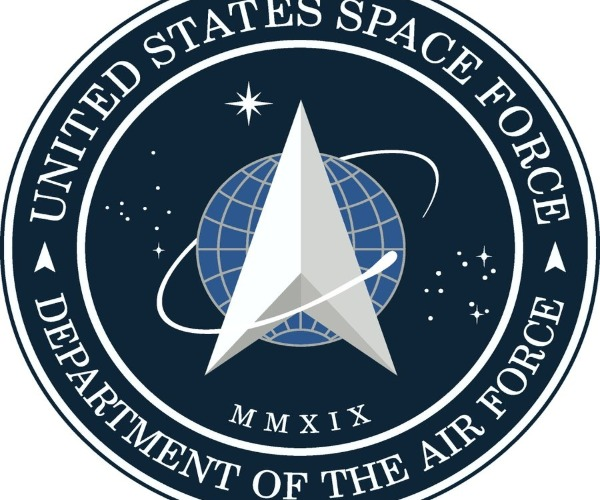 UNITED STATES SPACE FORCE
MMXIX
DEPARTMENT OF THE AIR FORCE